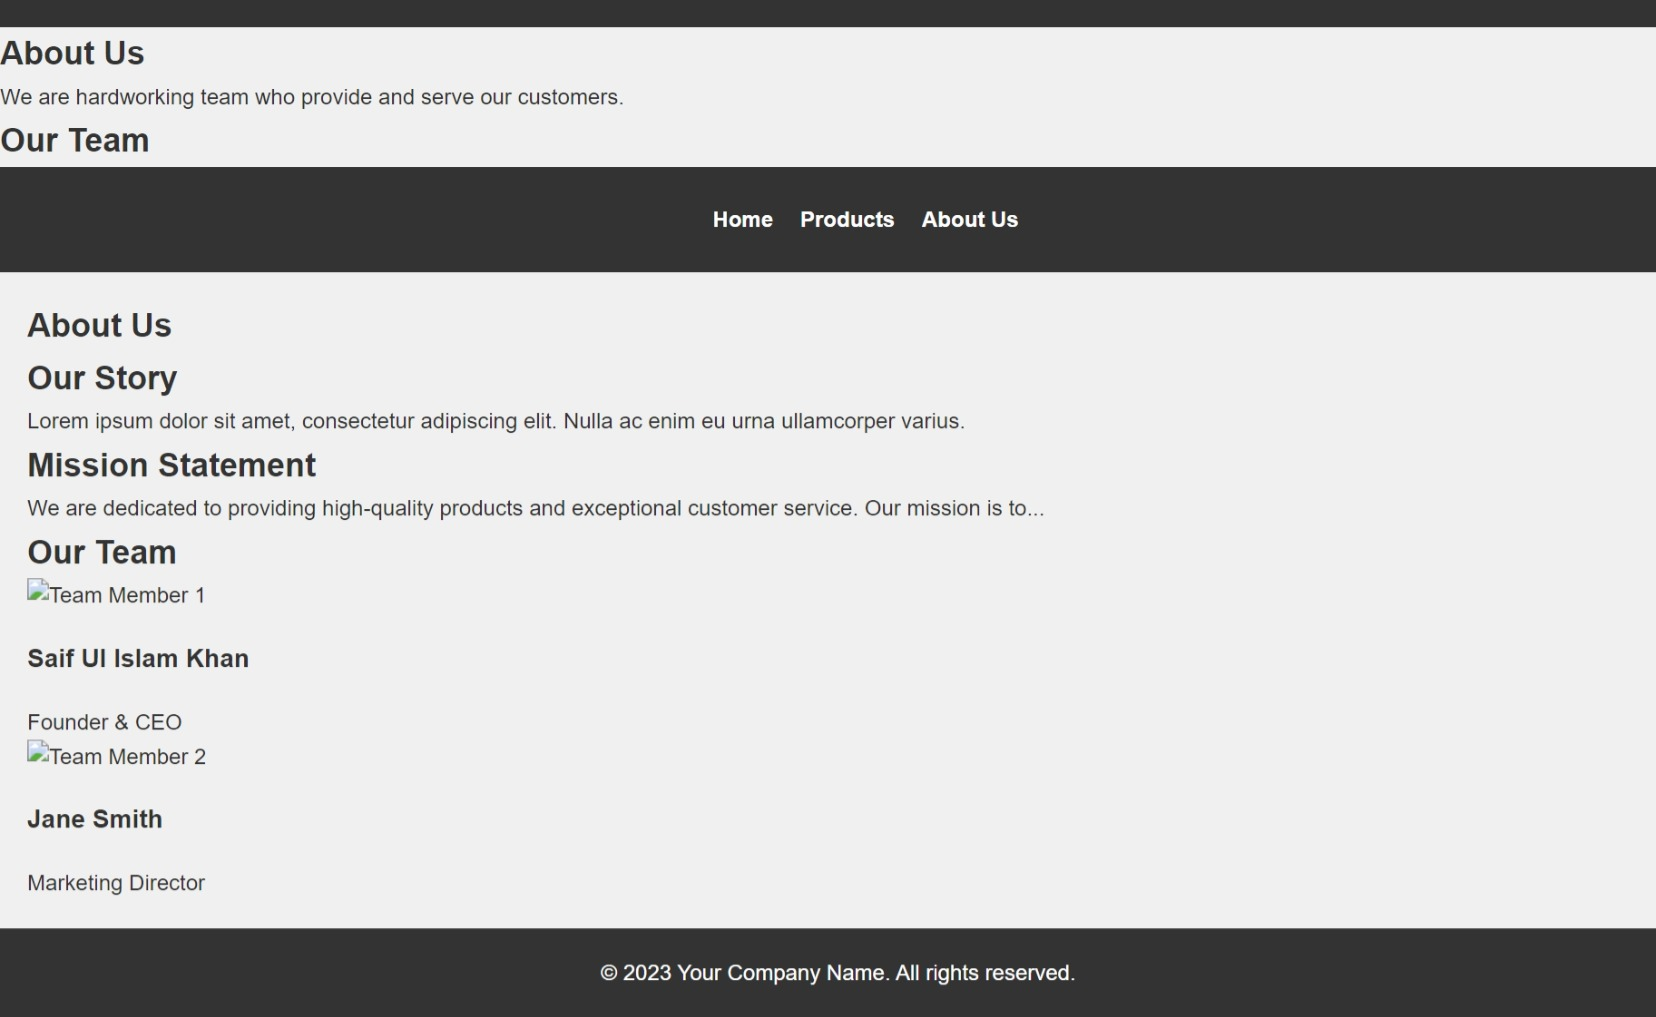 About Us
We are hardworking team who provide and serve our customers.
Our Team
Home Products About Us
About Us
Our Story
Lorem ipsum dolor sit amet, consectetur adipiscing elit. Nulla ac enim eu urna ullamcorper varius.
Mission Statement
We are dedicated to providing high-quality products and exceptional customer service. Our mission is to...
Our Team
Team Member 1
Saif Ul Islam Khan
Founder & CEO
Team Member 2
Jane Smith
Marketing Director
© 2023 Your Company Name. All rights reserved.